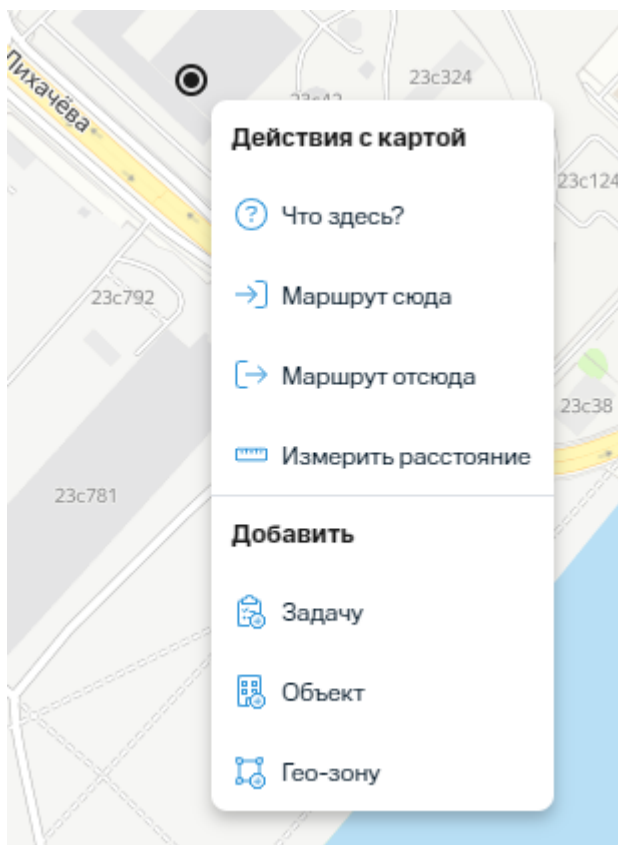 Лихачёва
23с324
23с42
Действия с картой
23с124
Что здесь?
23с792
Маршрут сюда
Маршрут отсюда
23с38
Измерить расстояние
23с781
Добавить
Задачу
Объект
Гео-зону